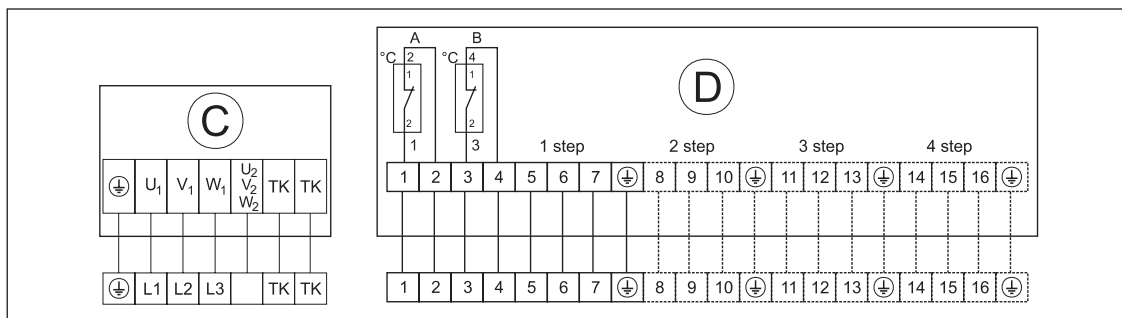 C
⏚ U1 V1 W1 U2 V2 W2 TK TK
⏚ L1 L2 L3 TK TK
A B
°C 2 °C 4
1 1
2 2
1 3
D
1 step 2 step 3 step 4 step
1 2 3 4 5 6 7 ⏚ 8 9 10 ⏚ 11 12 13 ⏚ 14 15 16 ⏚
1 2 3 4 5 6 7 ⏚ 8 9 10 ⏚ 11 12 13 ⏚ 14 15 16 ⏚